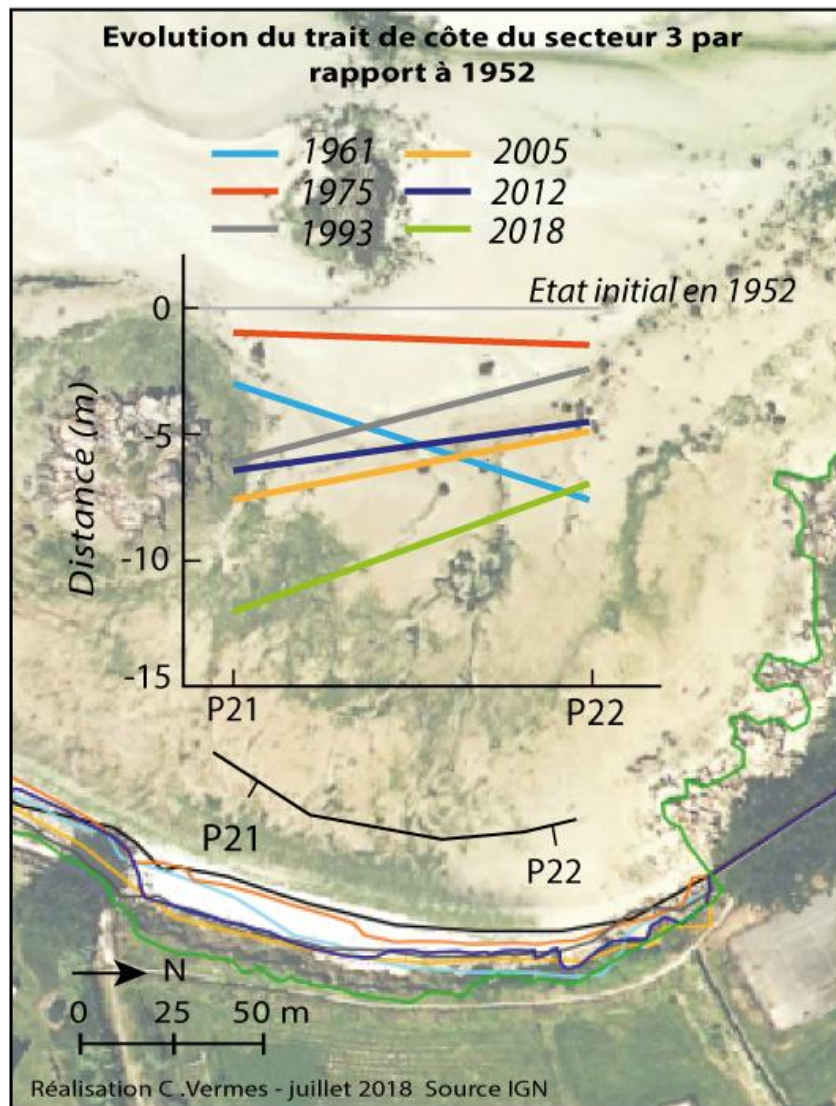 Evolution du trait de côte du secteur 3 par
rapport à 1952
1961 2005
1975 2012
1993 2018
Etat initial en 1952
Distance (m)
0
-5
-10
-15
P21 P22
P21
P22
N
0 25 50 m
Réalisation C .Vermes - juillet 2018 Source IGN